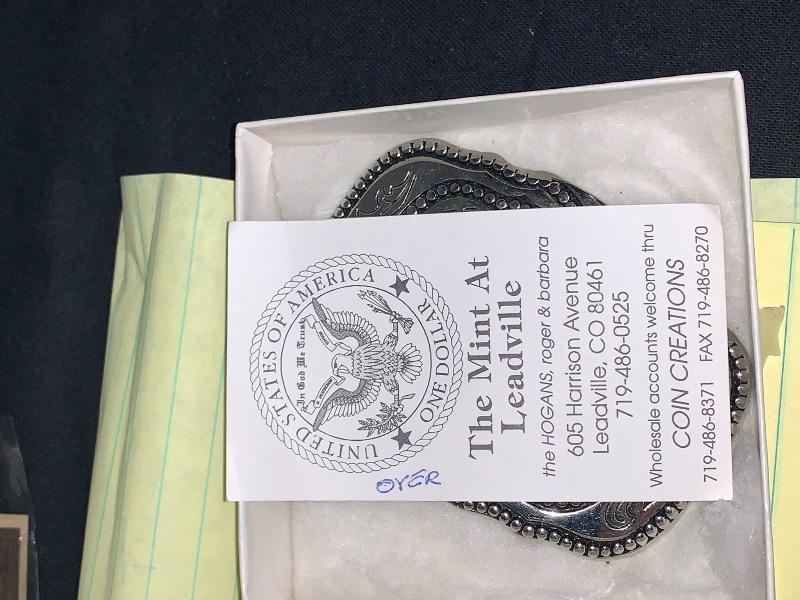 UNITED STATES OF AMERICA
In God We Trust
ONE DOLLAR
The Mint At
Leadville
the HOGANS, roger & barbara
605 Harrison Avenue
Leadville, CO 80461
719-486-0525
Wholesale accounts welcome thru
COIN CREATIONS
719-486-8371 FAX 719-486-8270
OVER